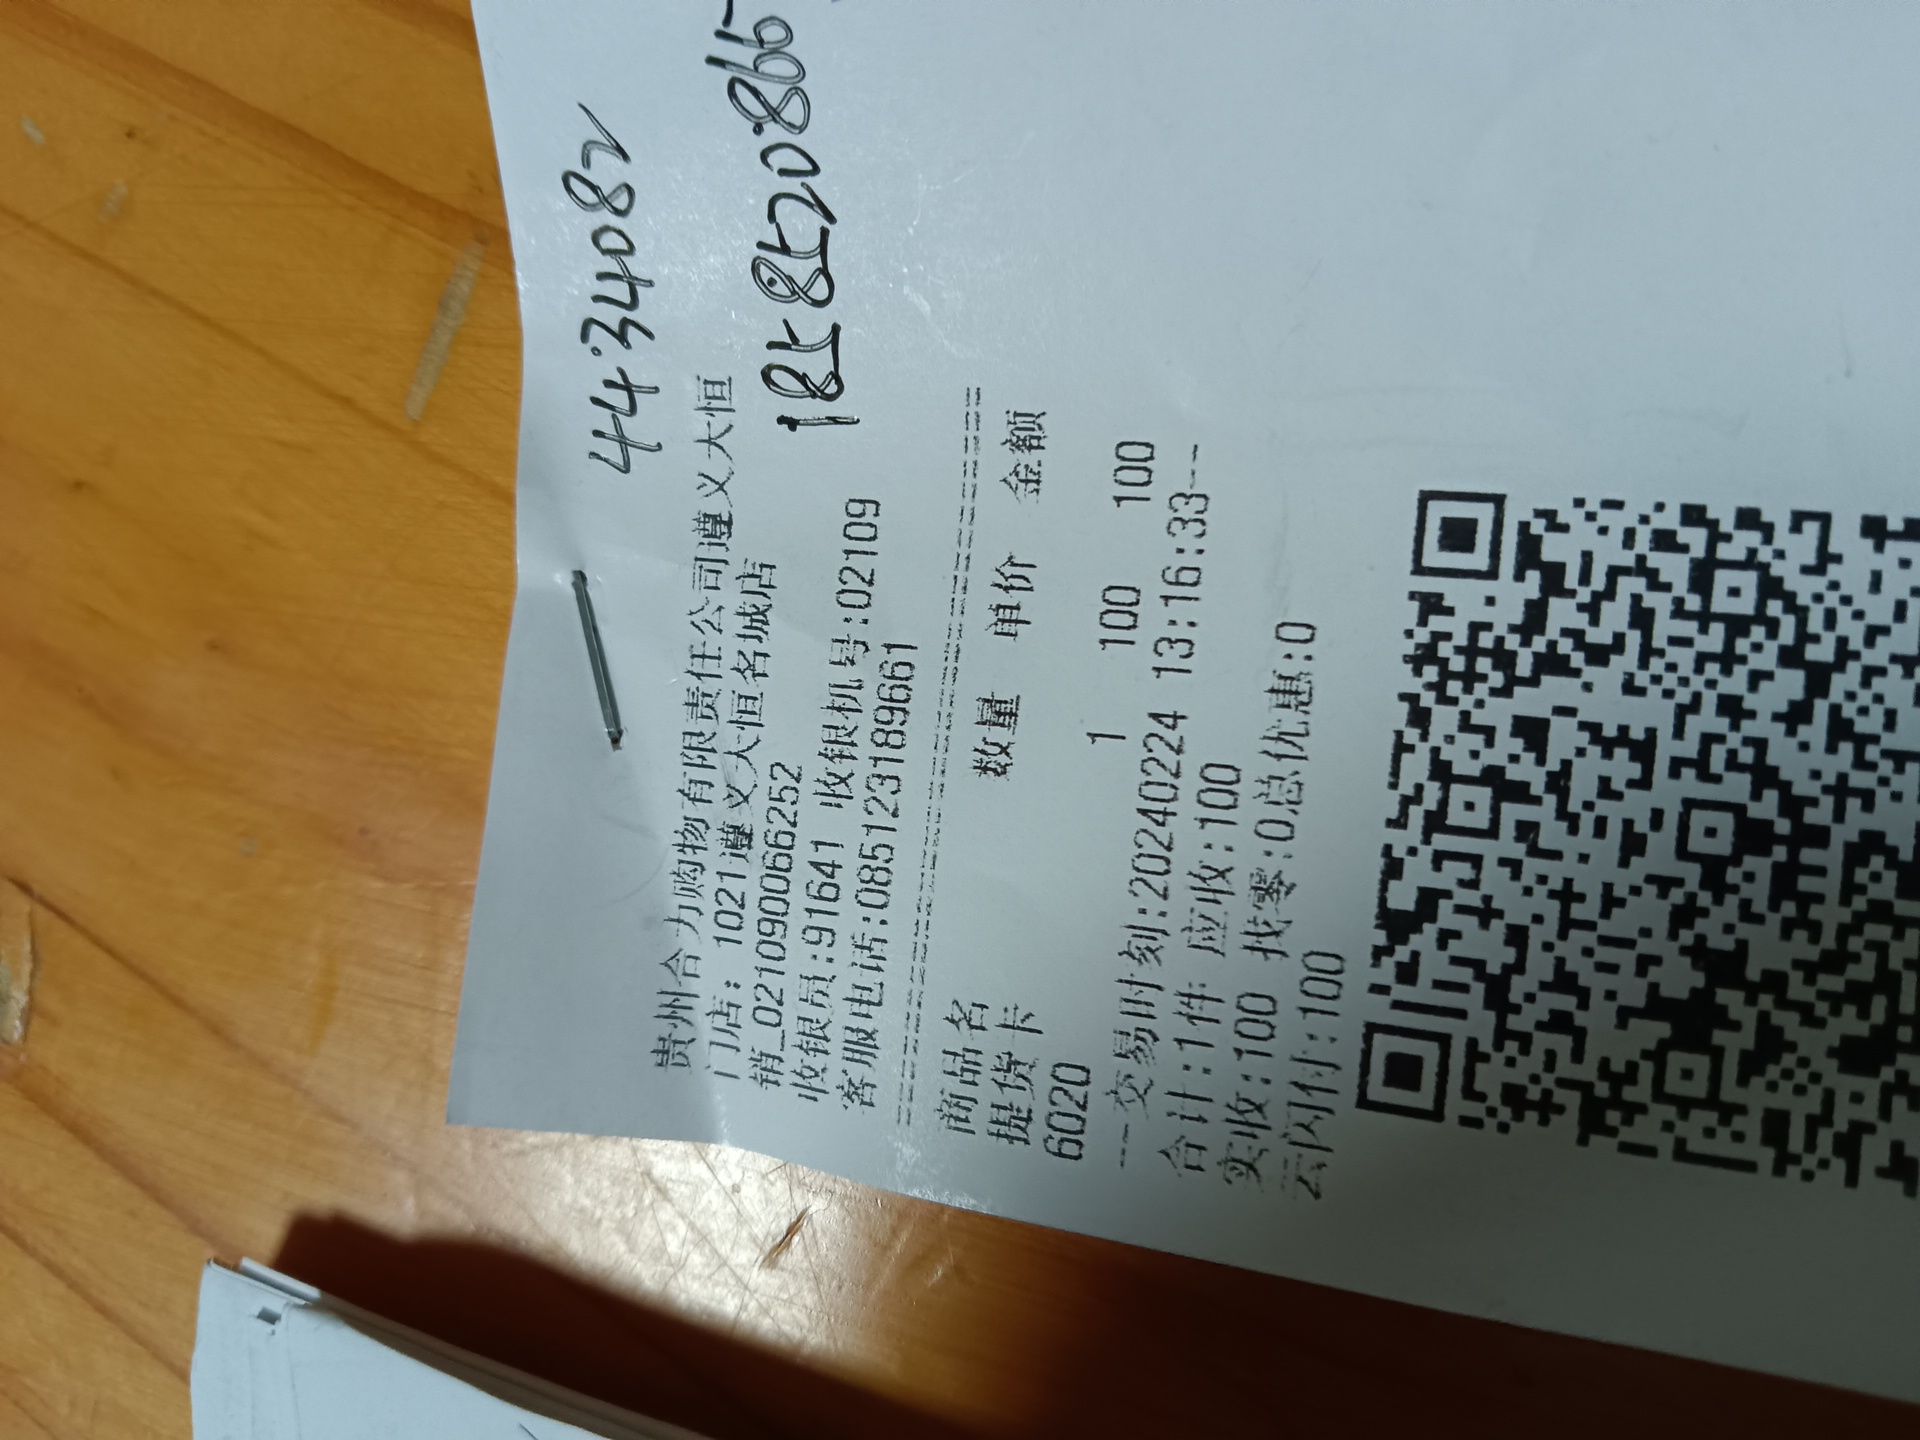 44·34082
贵州合力购物有限责任公司遵义大恒
门店: 1021遵义大恒名城店
销_02109006625​2
收银员:91641 收银机号:02109
客服电话:085123189661
商品名 数量 单价 金额
提货卡
6020 1 100 100
---交易时刻:20240224 13:16:33--
合计:1件 应收:100
实收:100 找零:0总优惠:0
云闪付:100